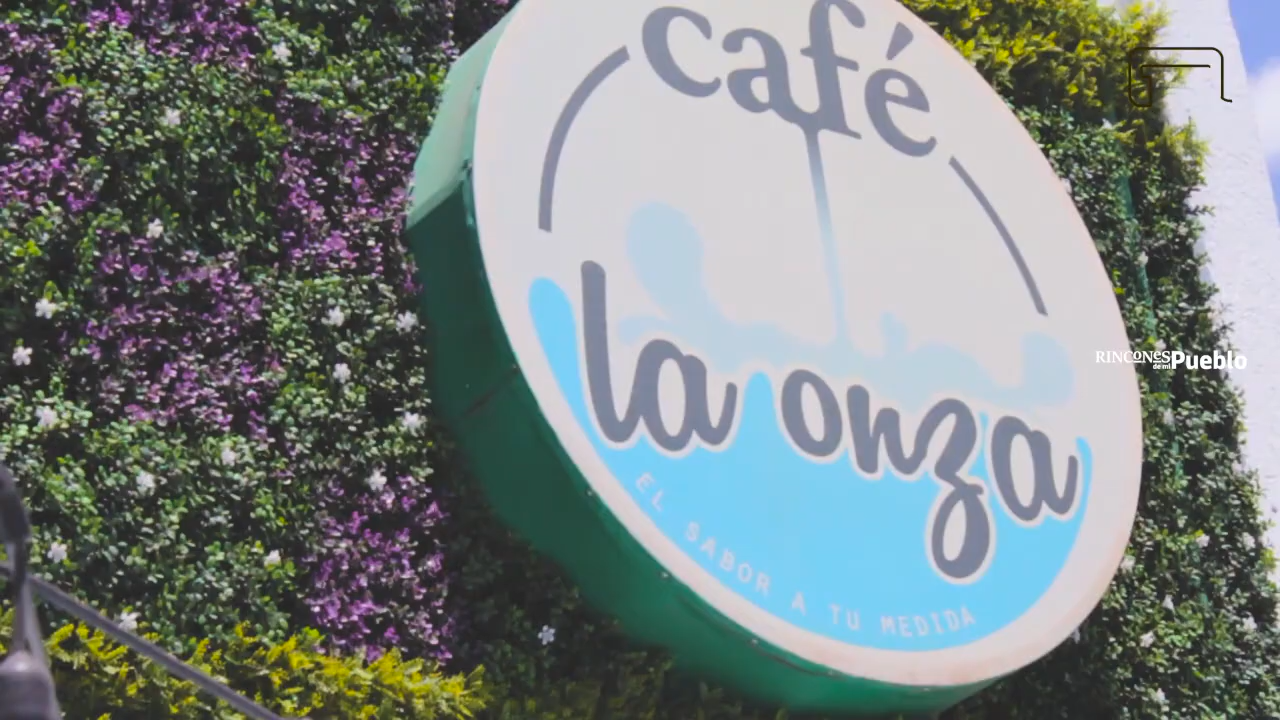 café
la onza
EL SABOR A TU MEDIDA
RINCONES
de mi Pueblo